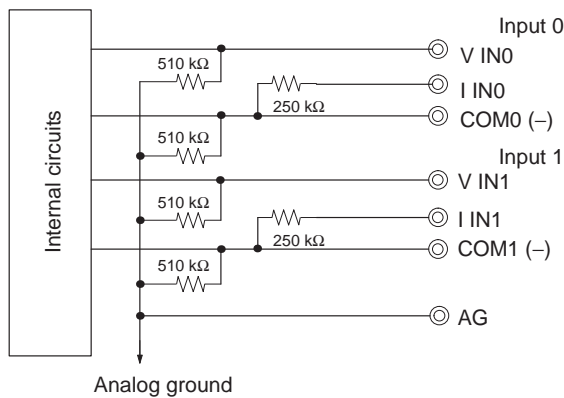 Input 0
V IN0
510 kΩ
I IN0
250 kΩ
COM0 (−)
510 kΩ
Input 1
V IN1
510 kΩ
I IN1
250 kΩ
COM1 (−)
510 kΩ
AG
Internal circuits
Analog ground